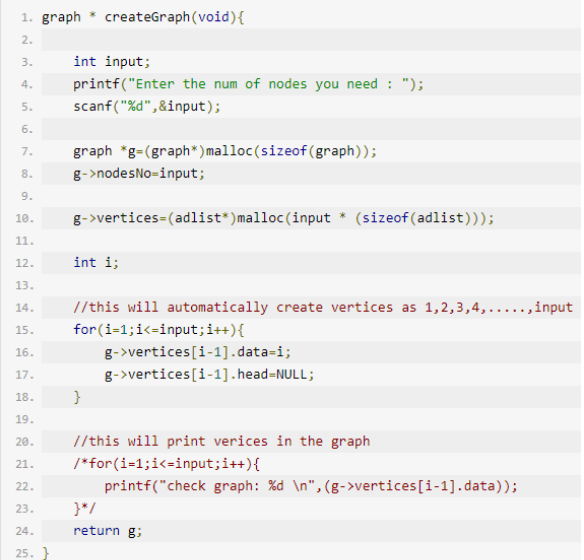 1. graph * createGraph(void){
2.
3. int input;
4. printf("Enter the num of nodes you need : ");
5. scanf("%d",&input);
6.
7. graph *g=(graph*)malloc(sizeof(graph));
8. g->nodesNo=input;
9.
10. g->vertices=(adlist*)malloc(input * (sizeof(adlist)));
11.
12. int i;
13.
14. //this will automatically create vertices as 1,2,3,4,.....,input
15. for(i=1;i<=input;i++){
16. g->vertices[i-1].data=i;
17. g->vertices[i-1].head=NULL;
18. }
19.
20. //this will print verices in the graph
21. /*for(i=1;i<=input;i++){
22. printf("check graph: %d \n",(g->vertices[i-1].data));
23. }*/
24. return g;
25. }